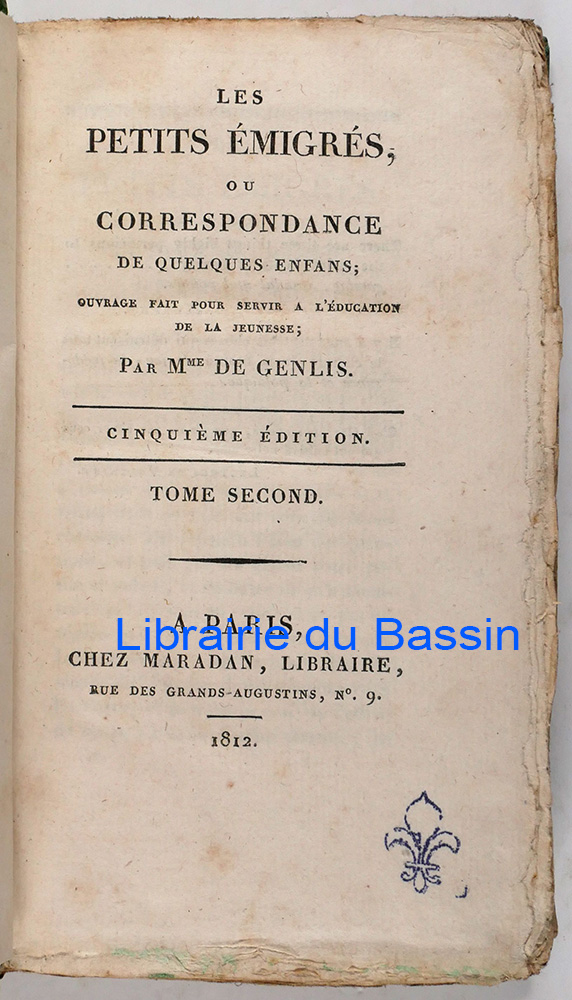 LES
PETITS ÉMIGRÉS,
OU
CORRESPONDANCE
DE QUELQUES ENFANS;
OUVRAGE FAIT POUR SERVIR A L'ÉDUCATION
DE LA JEUNESSE;
PAR MME DE GENLIS.
CINQUIÈME ÉDITION.
TOME SECOND.
A PARIS,
Librairie du Bassin
CHEZ MARADAN, LIBRAIRE,
RUE DES GRANDS-AUGUSTINS, N°. 9.
1812.